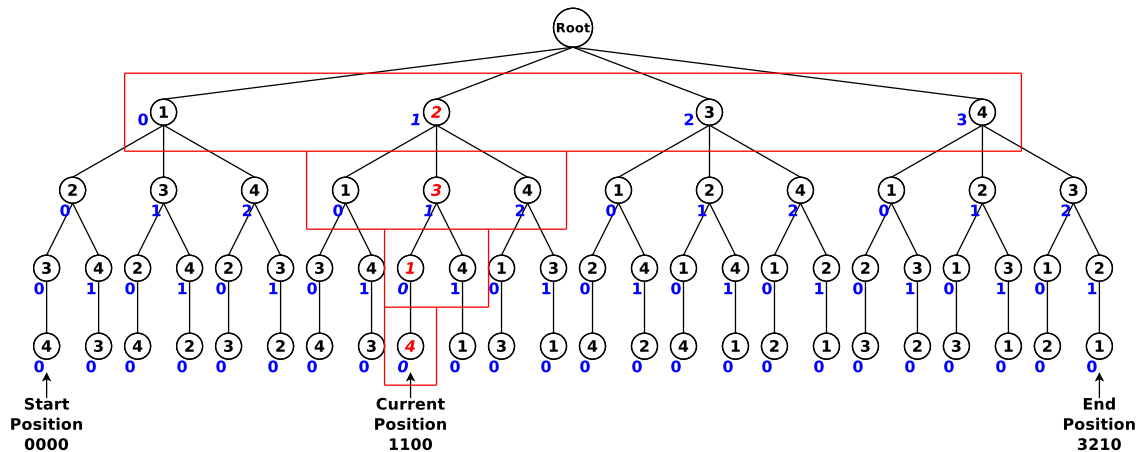 Root
1 2 3 4
0 1 2 3
2 3 4 1 3 4 1 2 4 1 2 3
0 1 2 0 1 2 0 1 2 0 1 2
3 4 2 4 2 3 3 4 1 4 1 3 2 4 1 4 1 2 2 3 1 3 1 2
0 1 0 1 0 1 0 1 0 1 0 1 0 1 0 1 0 1 0 1 0 1 0 1
4 3 4 2 3 2 4 3 4 1 3 1 4 2 4 1 2 1 3 2 3 1 2 1
0 0 0 0 0 0 0 0 0 0 0 0 0 0 0 0 0 0 0 0 0 0 0 0
Start
Position
0000
Current
Position
1100
End
Position
3210